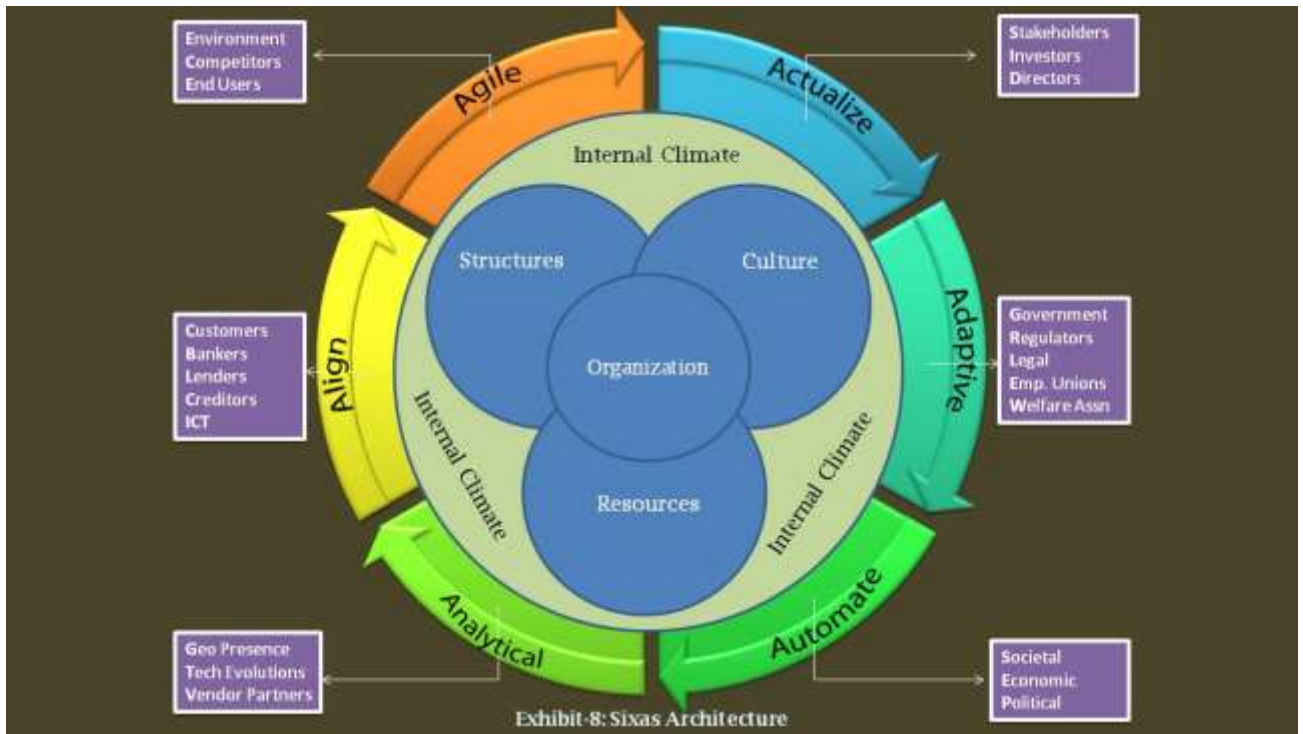 Environment
Competitors
End Users
Agile
Actualize
Stakeholders
Investors
Directors
Internal Climate
Structures
Culture
Customers
Bankers
Lenders
Creditors
ICT
Align
Organization
Adaptive
Government
Regulators
Legal
Emp. Unions
Welfare Assn
Internal Climate
Resources
Internal Climate
Geo Presence
Tech Evolutions
Vendor Partners
Analytical
Automate
Societal
Economic
Political
Exhibit-8: Sixas Architecture